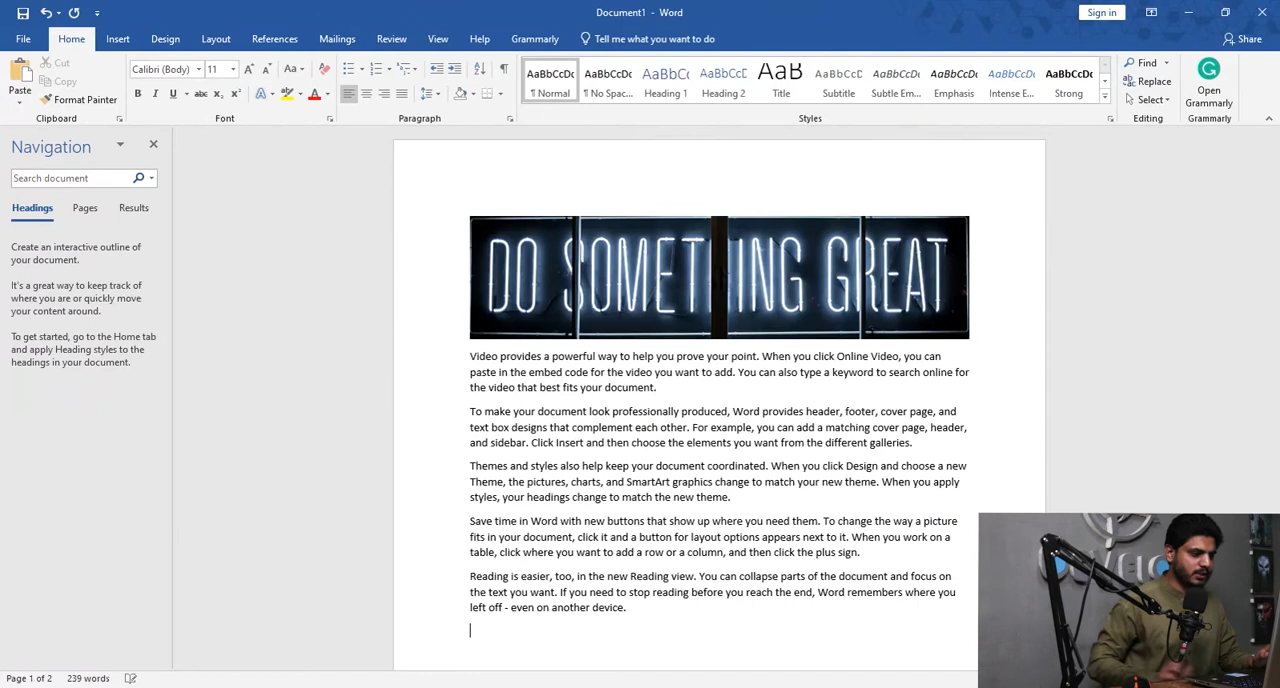 Document1 - Word
Sign in
File Home Insert Design Layout References Mailings Review View Help Grammarly Tell me what you want to do Share
Paste
Cut
Copy
Format Painter
Clipboard
Calibri (Body) 11
Font
Paragraph
AaBbCcDc AaBbCcDc AaBbCc AaBbCcD AaB AaBbCcD AaBbCcDc AaBbCcDc AaBbCcDc AaBbCcDc
¶ Normal ¶ No Spac... Heading 1 Heading 2 Title Subtitle Subtle Em... Emphasis Intense E... Strong
Styles
Find
Replace
Select
Editing
Open
Grammarly
Grammarly
Navigation
Search document
Headings Pages Results
Create an interactive outline of
your document.
It's a great way to keep track of
where you are or quickly move
your content around.
To get started, go to the Home tab
and apply Heading styles to the
headings in your document.
DO SOMETHING GREAT
Video provides a powerful way to help you prove your point. When you click Online Video, you can
paste in the embed code for the video you want to add. You can also type a keyword to search online for
the video that best fits your document.
To make your document look professionally produced, Word provides header, footer, cover page, and
text box designs that complement each other. For example, you can add a matching cover page, header,
and sidebar. Click Insert and then choose the elements you want from the different galleries.
Themes and styles also help keep your document coordinated. When you click Design and choose a new
Theme, the pictures, charts, and SmartArt graphics change to match your new theme. When you apply
styles, your headings change to match the new theme.
Save time in Word with new buttons that show up where you need them. To change the way a picture
fits in your document, click it and a button for layout options appears next to it. When you work on a
table, click where you want to add a row or a column, and then click the plus sign.
Reading is easier, too, in the new Reading view. You can collapse parts of the document and focus on
the text you want. If you need to stop reading before you reach the end, Word remembers where you
left off - even on another device.
Page 1 of 2 239 words